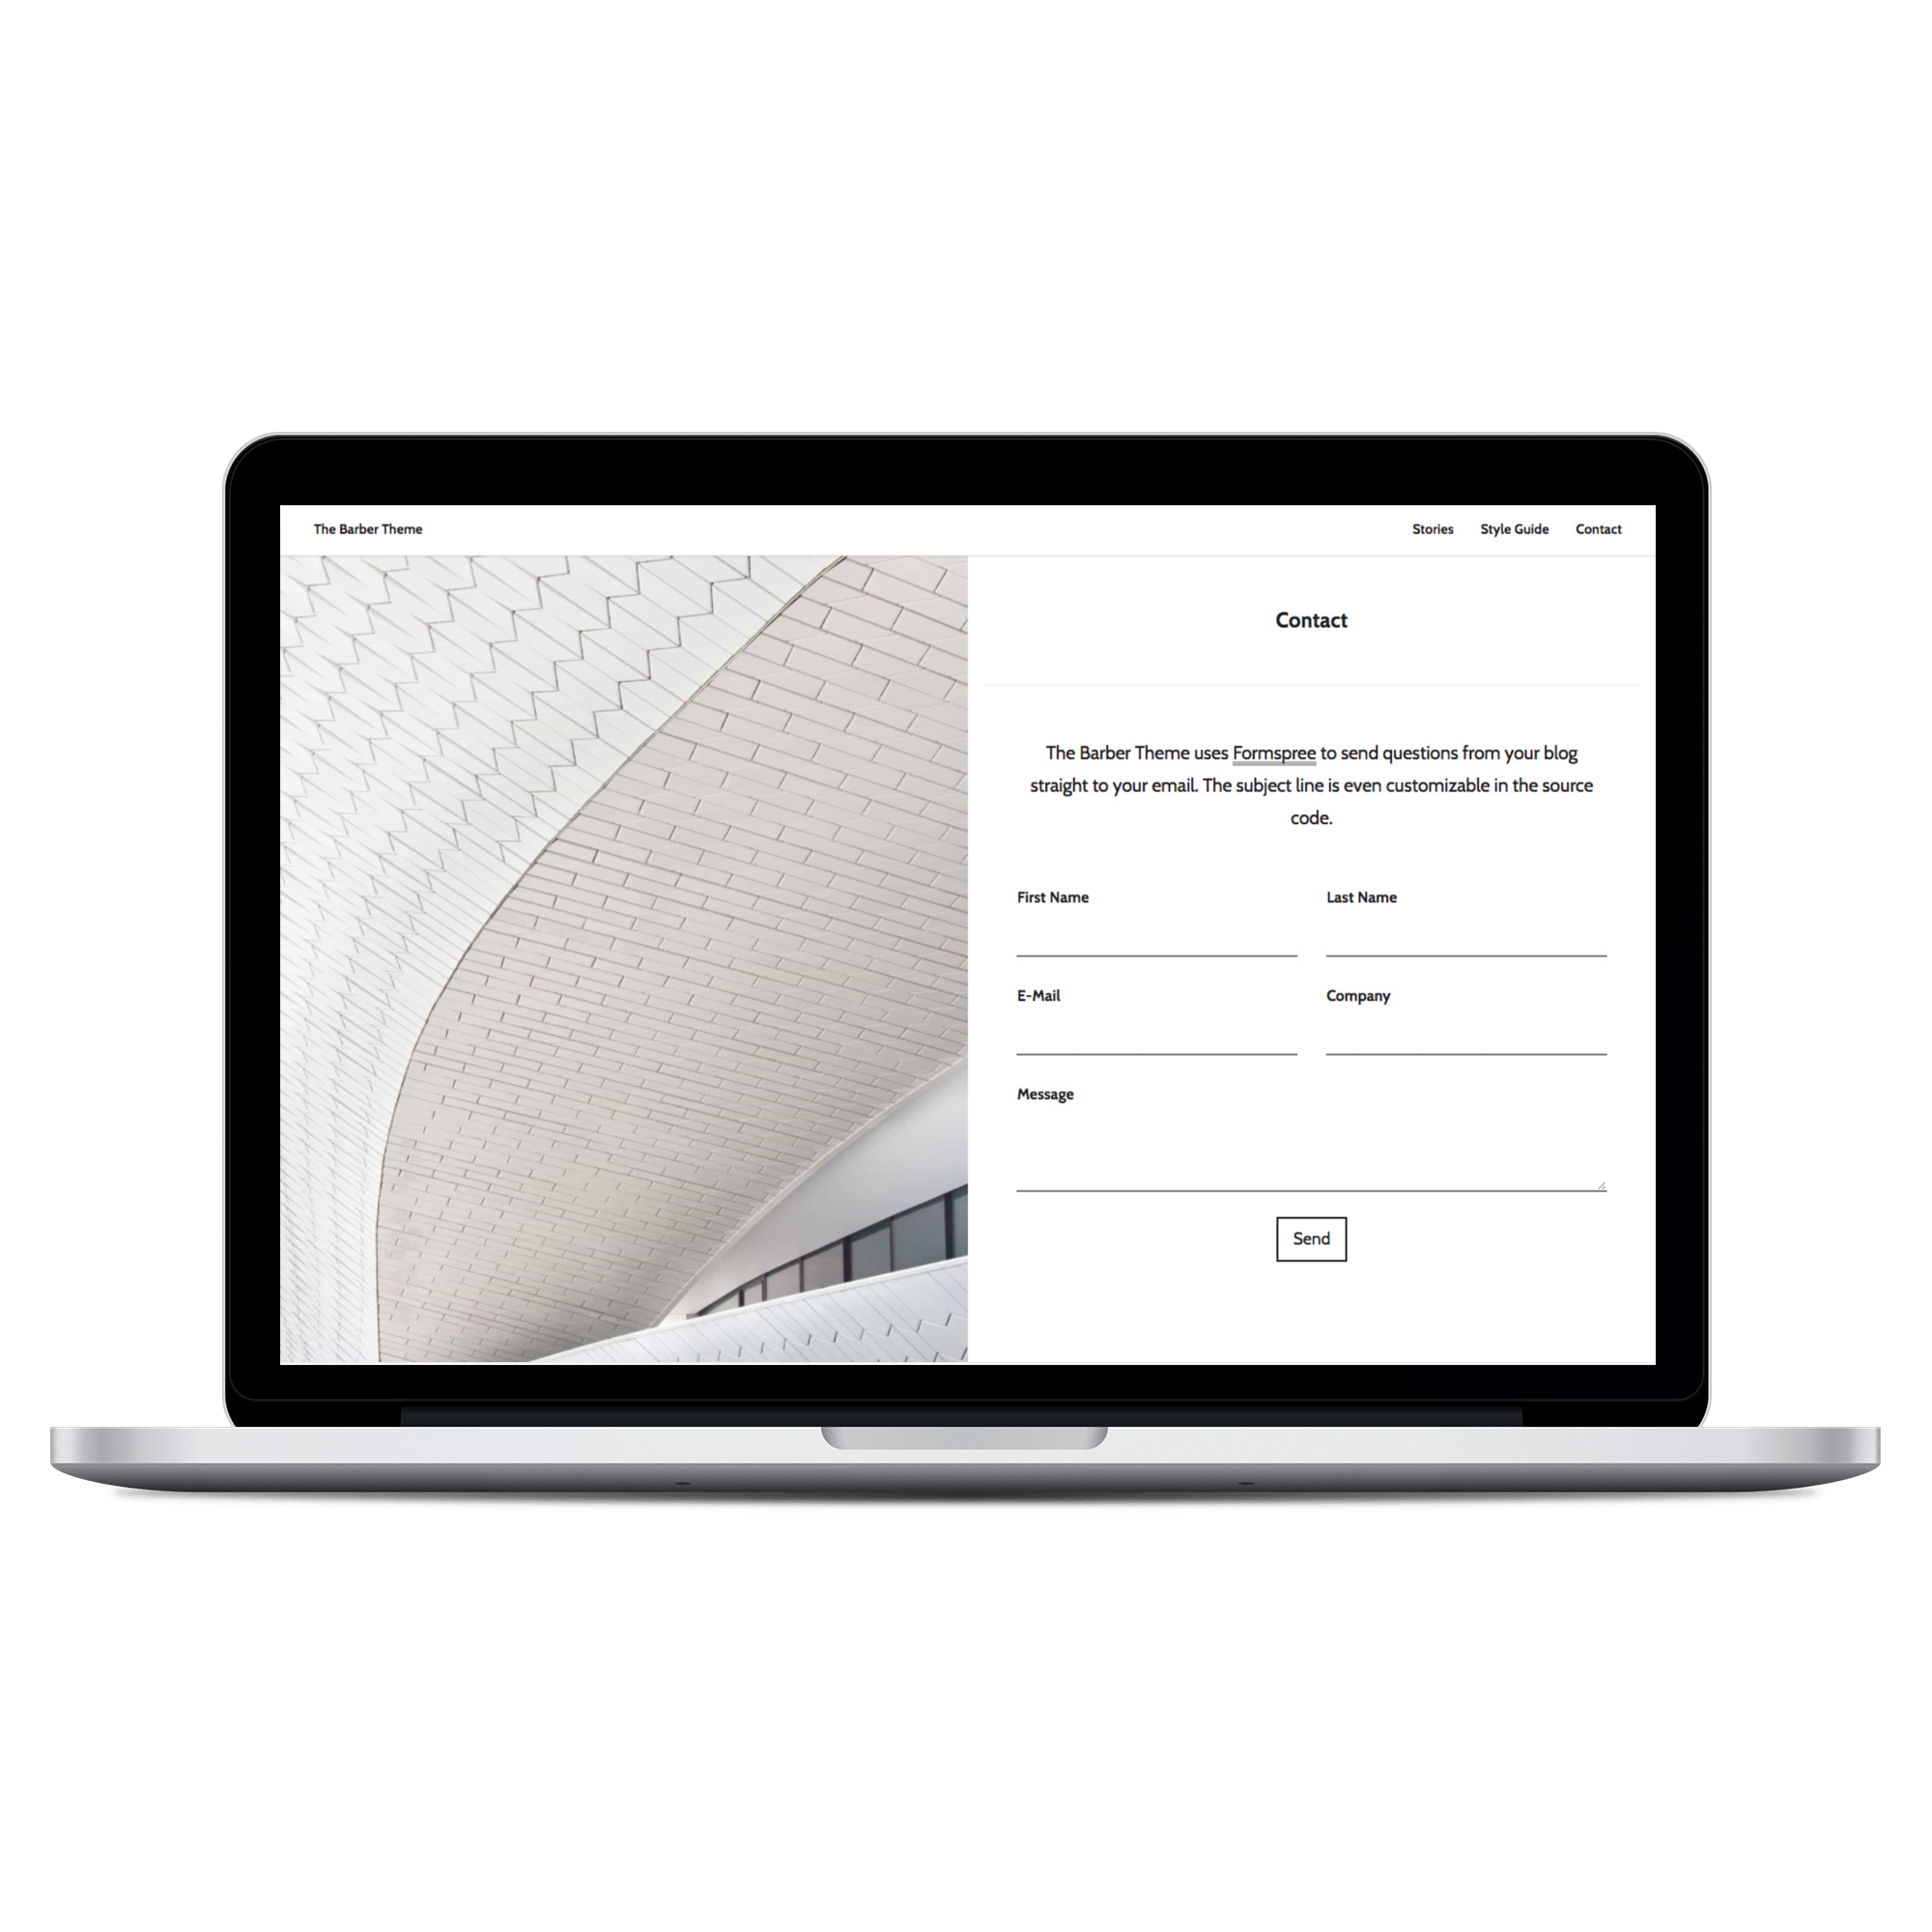 The Barber Theme
Stories Style Guide Contact
Contact
The Barber Theme uses Formspree to send questions from your blog
straight to your email. The subject line is even customizable in the source
code.
First Name
Last Name
E-Mail
Company
Message
Send